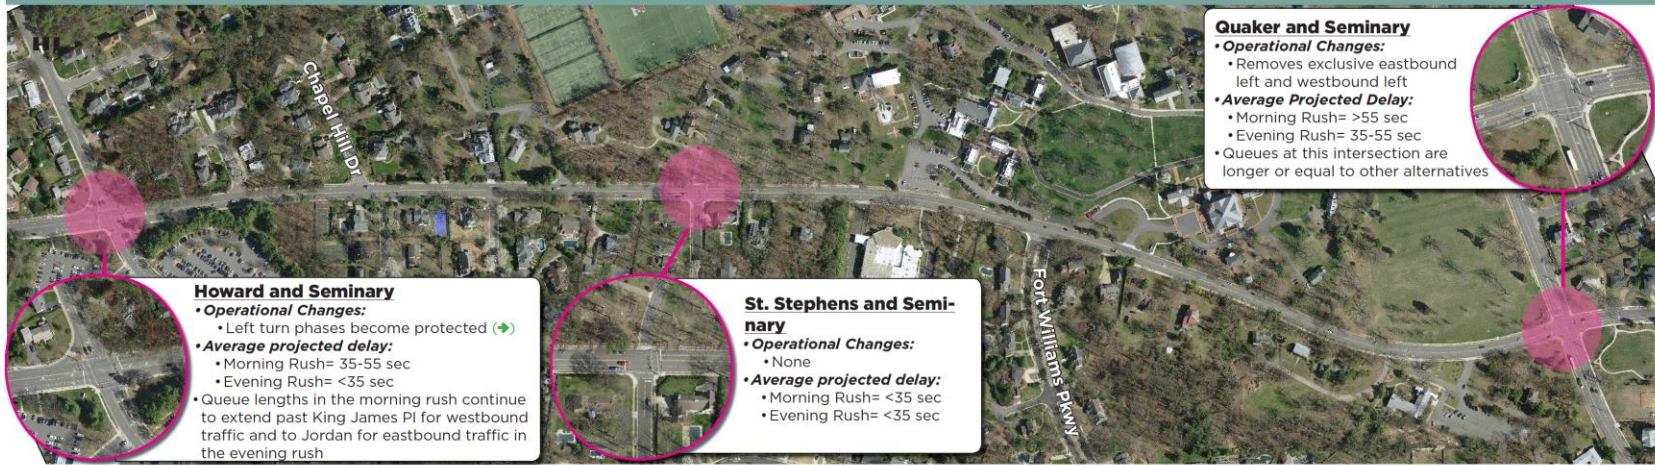 Quaker and Seminary
• Operational Changes:
• Removes exclusive eastbound
left and westbound left
• Average Projected Delay:
• Morning Rush= >55 sec
• Evening Rush= 35-55 sec
• Queues at this intersection are
longer or equal to other alternatives
Chapel Hill Dr
Fort Williams Pkwy
Howard and Seminary
• Operational Changes:
• Left turn phases become protected (➔)
• Average projected delay:
• Morning Rush= 35-55 sec
• Evening Rush= <35 sec
• Queue lengths in the morning rush continue
to extend past King James Pl for westbound
traffic and to Jordan for eastbound traffic in
the evening rush
St. Stephens and Semi-
nary
• Operational Changes:
• None
• Average projected delay:
• Morning Rush= <35 sec
• Evening Rush= <35 sec